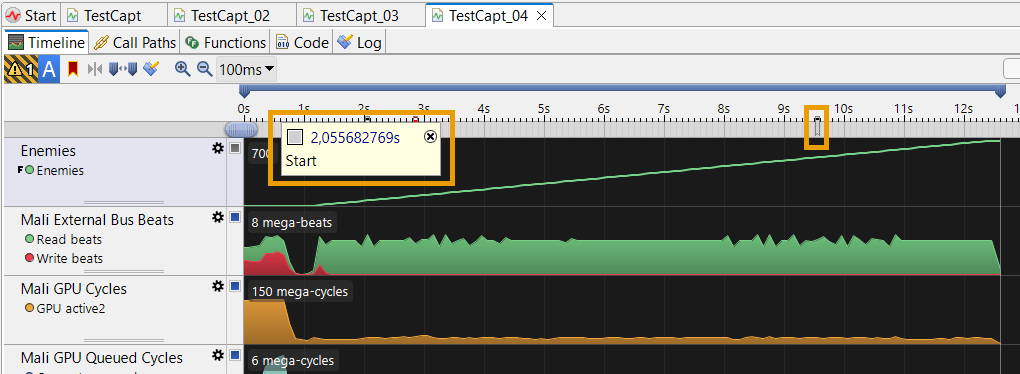 Start TestCapt TestCapt_02 TestCapt_03 TestCapt_04
Timeline Call Paths Functions Code Log
1 A 100ms
0s 1s 3s 4s 5s 6s 7s 8s 9s 10s 11s 12s
2,055682769s
Start
Enemies
Enemies
700
Mali External Bus Beats
Read beats
Write beats
8 mega-beats
Mali GPU Cycles
GPU active2
150 mega-cycles
Mali GPU Queued Cycles
6 mega-cycles